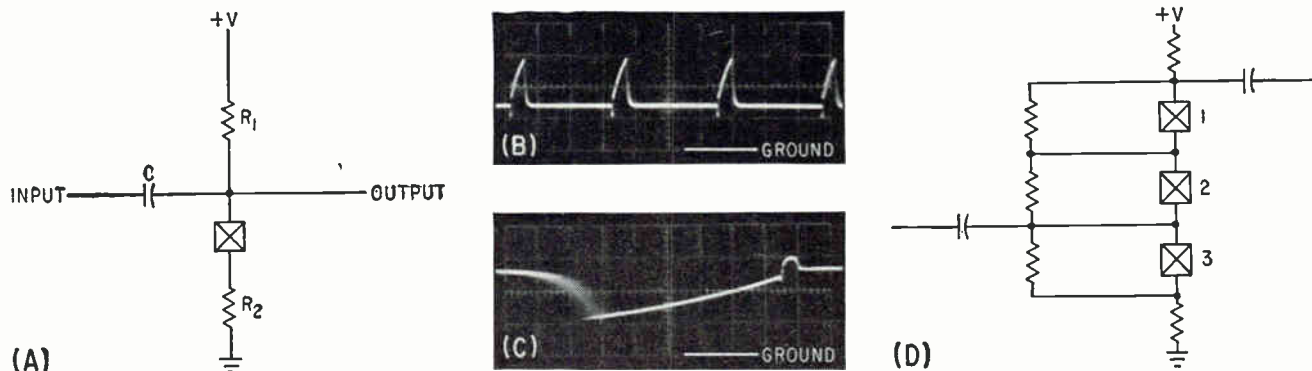 +V
R1
C
INPUT
OUTPUT
R2
(A)
(B)
GROUND
(C)
GROUND
+V
1
2
3
(D)